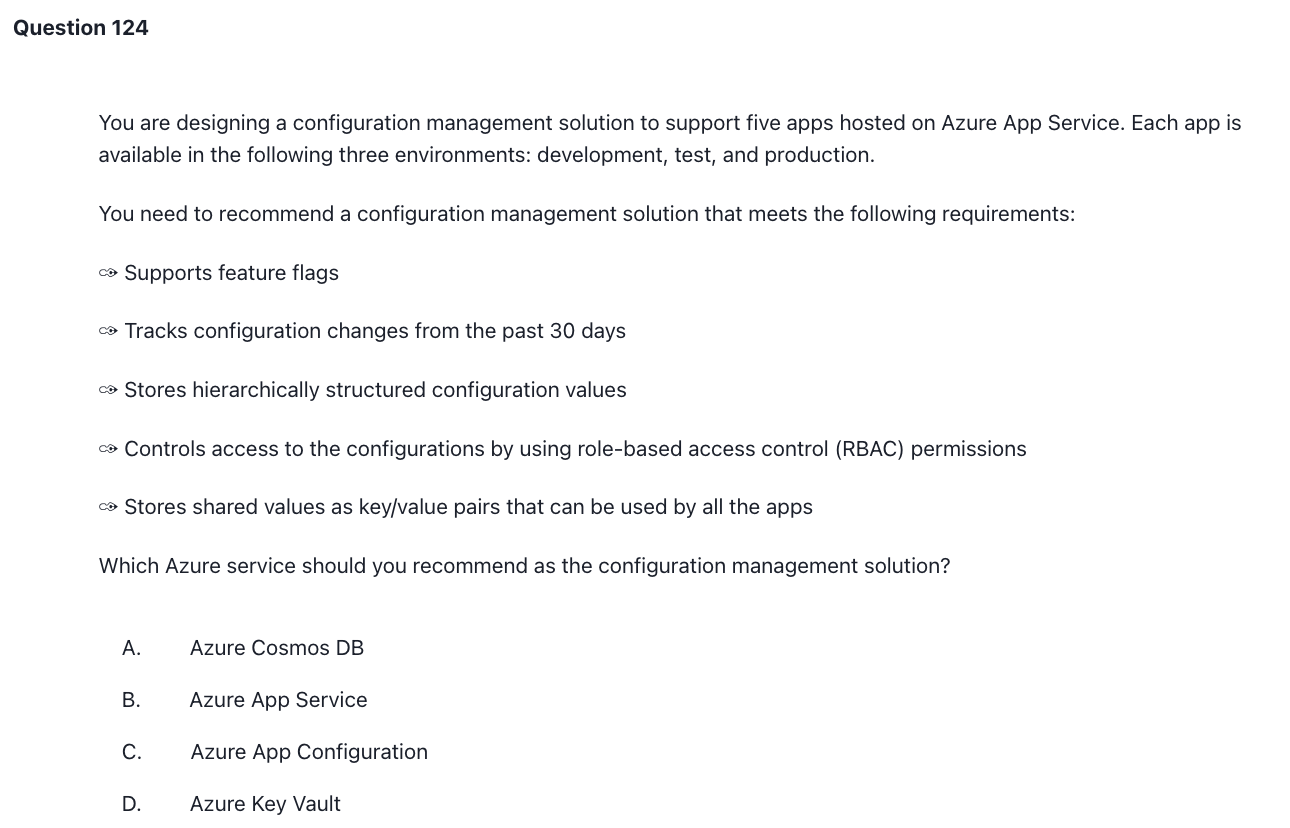 Question 124
You are designing a configuration management solution to support five apps hosted on Azure App Service. Each app is
available in the following three environments: development, test, and production.
You need to recommend a configuration management solution that meets the following requirements:
Supports feature flags
Tracks configuration changes from the past 30 days
Stores hierarchically structured configuration values
Controls access to the configurations by using role-based access control (RBAC) permissions
Stores shared values as key/value pairs that can be used by all the apps
Which Azure service should you recommend as the configuration management solution?
A. Azure Cosmos DB
B. Azure App Service
C. Azure App Configuration
D. Azure Key Vault